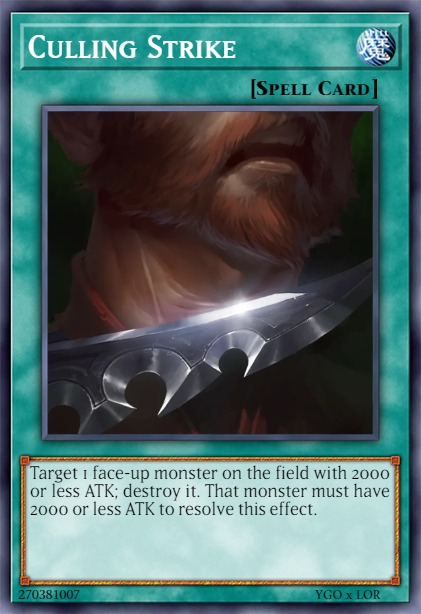 Culling Strike
魔
[Spell Card]
Target 1 face-up monster on the field with 2000
or less ATK; destroy it. That monster must have
2000 or less ATK to resolve this effect.
270381007
YGO x LOR